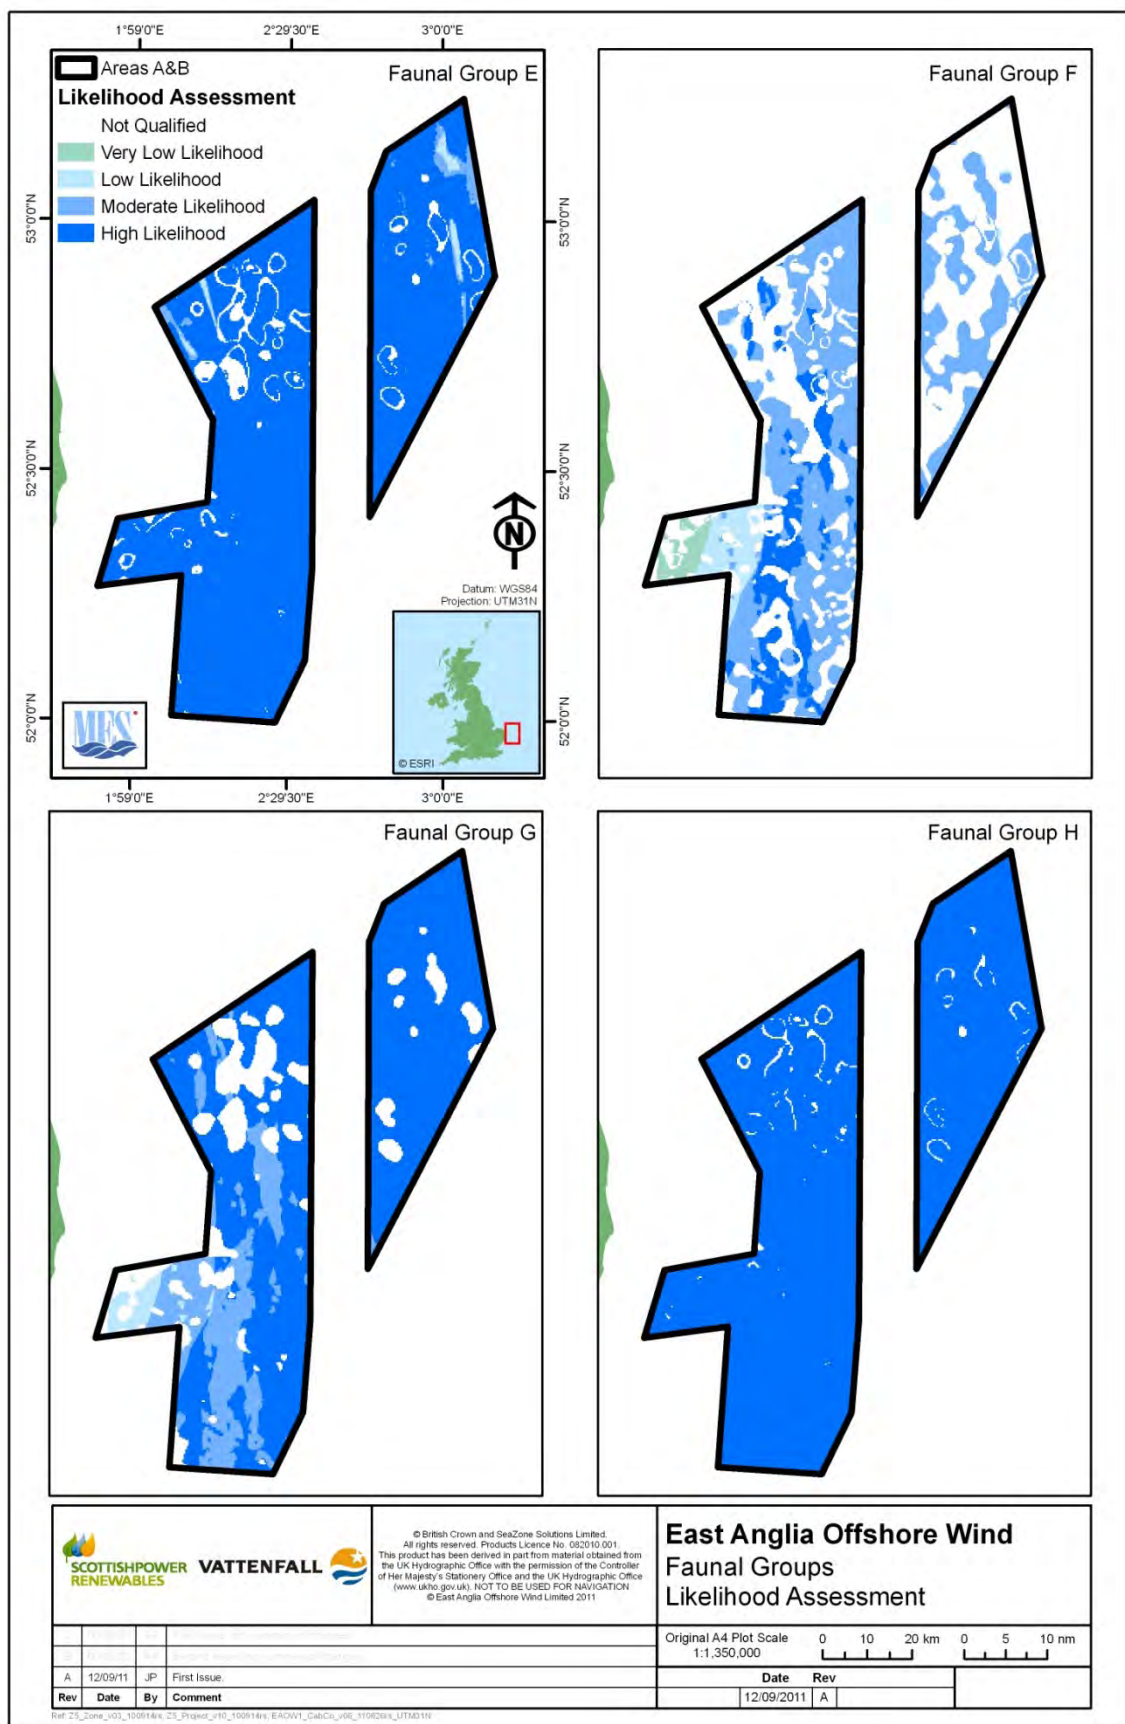 1°59'0"E 2°29'30"E 3°0'0"E
Areas A&B
Faunal Group E
Likelihood Assessment
Not Qualified
Very Low Likelihood
Low Likelihood
Moderate Likelihood
High Likelihood
53°0'0"N
52°30'0"N
52°0'0"N
53°0'0"N
52°30'0"N
52°0'0"N
N
Datum: WGS84
Projection: UTM31N
MES
© ESRI
1°59'0"E 2°29'30"E 3°0'0"E
Faunal Group F
Faunal Group G
Faunal Group H
SCOTTISHPOWER
RENEWABLES
VATTENFALL
© British Crown and SeaZone Solutions Limited.
All rights reserved. Products Licence No. 082010.001.
This product has been derived in part from material obtained from
the UK Hydrographic Office with the permission of the Controller
of Her Majesty's Stationery Office and the UK Hydrographic Office
(www.ukho.gov.uk). NOT TO BE USED FOR NAVIGATION
© East Anglia Offshore Wind Limited 2011
East Anglia Offshore Wind
Faunal Groups
Likelihood Assessment
Original A4 Plot Scale
1:1,350,000
0 10 20 km
0 5 10 nm
A 12/09/11 JP First Issue.
Rev Date By Comment
Date Rev
12/09/2011 A